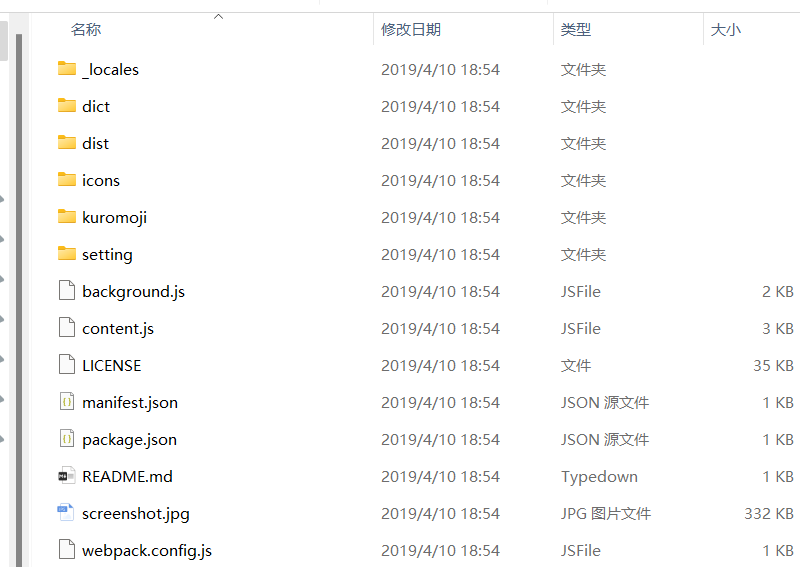 名称 修改日期 类型 大小
_locales 2019/4/10 18:54 文件夹
dict 2019/4/10 18:54 文件夹
dist 2019/4/10 18:54 文件夹
icons 2019/4/10 18:54 文件夹
kuromoji 2019/4/10 18:54 文件夹
setting 2019/4/10 18:54 文件夹
background.js 2019/4/10 18:54 JSFile 2 KB
content.js 2019/4/10 18:54 JSFile 3 KB
LICENSE 2019/4/10 18:54 文件 35 KB
manifest.json 2019/4/10 18:54 JSON 源文件 1 KB
package.json 2019/4/10 18:54 JSON 源文件 1 KB
README.md 2019/4/10 18:54 Typedown 1 KB
screenshot.jpg 2019/4/10 18:54 JPG 图片文件 332 KB
webpack.config.js 2019/4/10 18:54 JSFile 1 KB